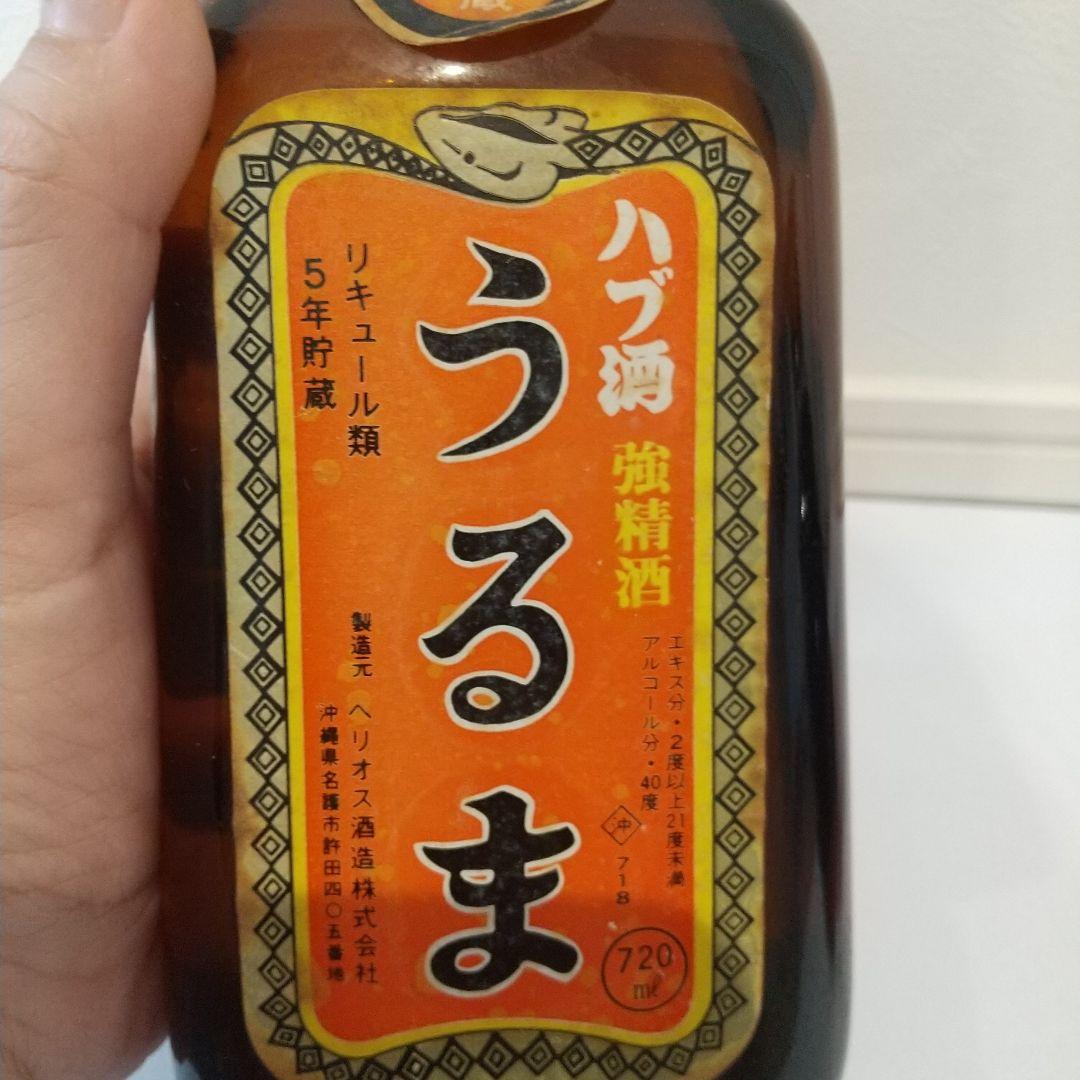 蔵
ハブ酒 強精酒
エキス分・2度以上21度未満
アルコール分・40度
沖 718
720
ml
うるま
リキュール類
5年貯蔵
製造元 ヘリオス酒造株式会社
沖縄県名護市許田四〇五番地